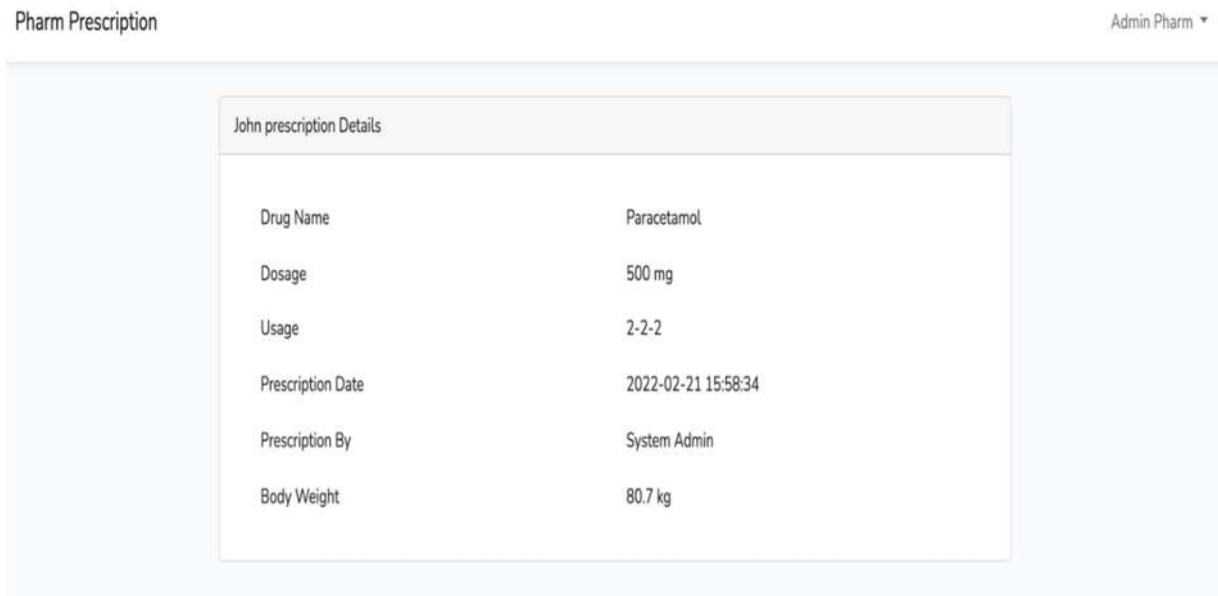 Pharm Prescription Admin Pharm
John prescription Details
Drug Name Paracetamol
Dosage 500 mg
Usage 2-2-2
Prescription Date 2022-02-21 15:58:34
Prescription By System Admin
Body Weight 80.7 kg